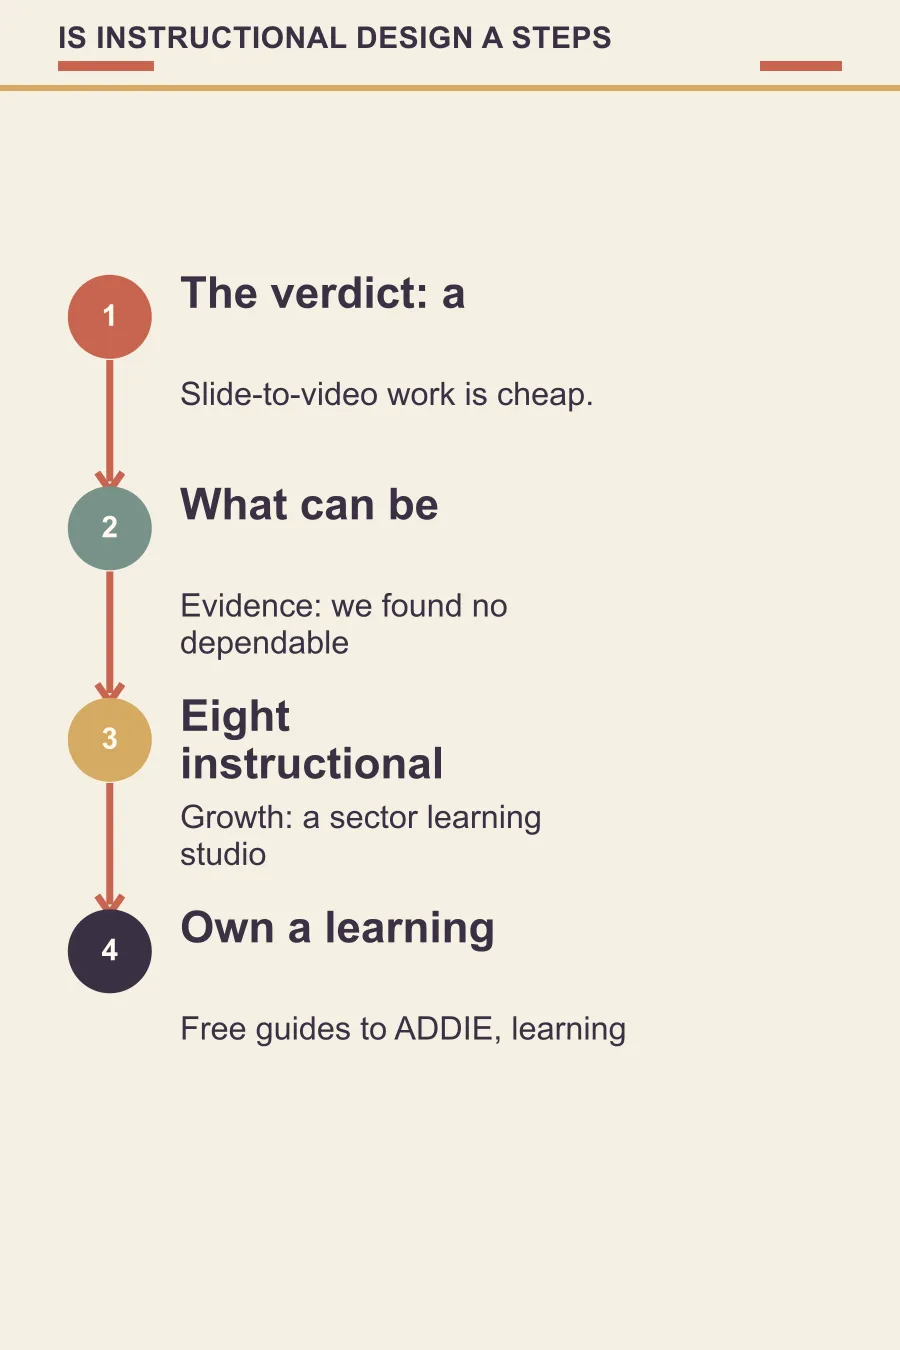 IS INSTRUCTIONAL DESIGN A STEPS
1
The verdict: a
Slide-to-video work is cheap.
2
What can be
Evidence: we found no
dependable
3
Eight
instructional
Growth: a sector learning
studio
4
Own a learning
Free guides to ADDIE, learning